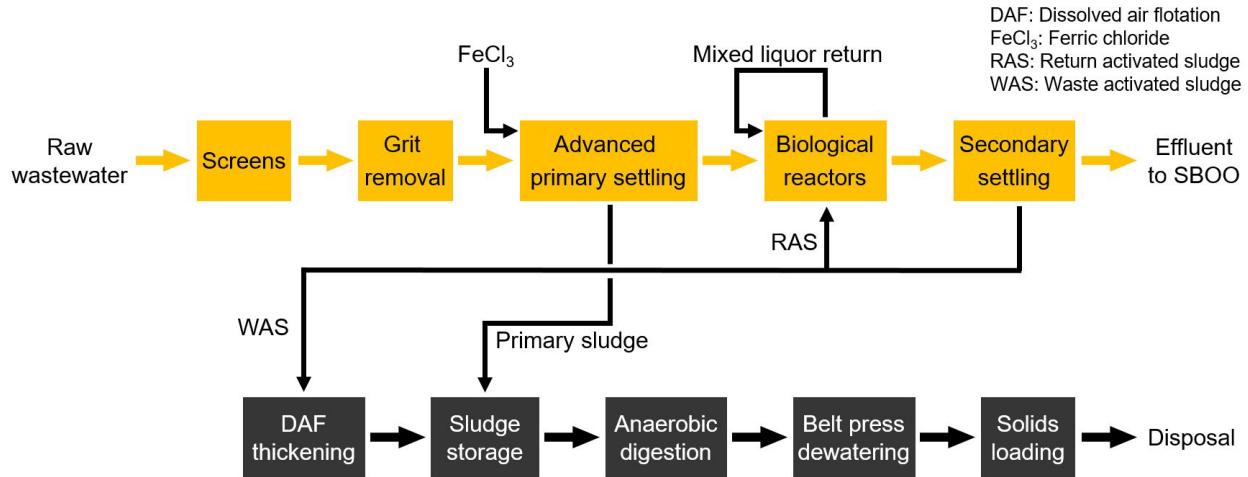 DAF: Dissolved air flotation
FeCl₃: Ferric chloride
RAS: Return activated sludge
WAS: Waste activated sludge
FeCl₃
Mixed liquor return
Raw
wastewater
Screens
Grit
removal
Advanced
primary settling
Biological
reactors
Secondary
settling
Effluent
to SBOO
RAS
WAS
Primary sludge
DAF
thickening
Sludge
storage
Anaerobic
digestion
Belt press
dewatering
Solids
loading
Disposal